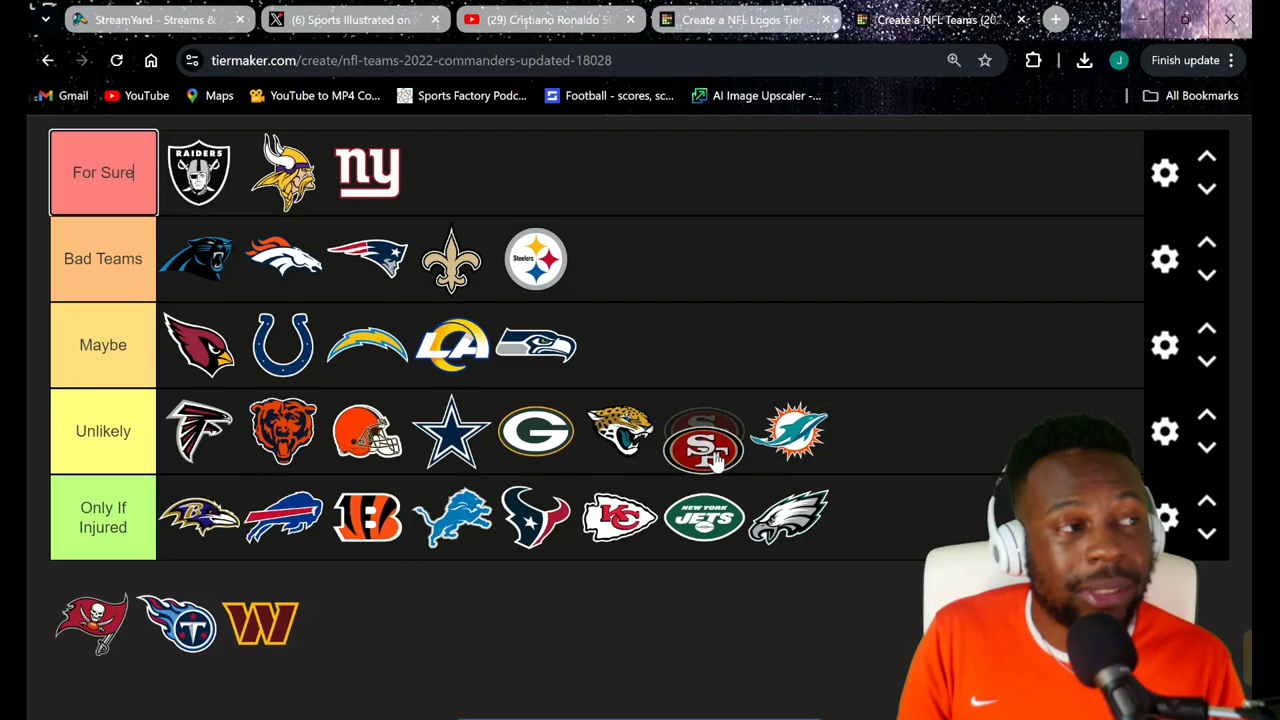 StreamYard - Streams &
(6) Sports Illustrated on
(29) Cristiano Ronaldo 50
Create a NFL Logos Tier
Create a NFL Teams (202
tiermaker.com/create/nfl-teams-2022-commanders-updated-18028
J
Finish update
Gmail
YouTube
Maps
YouTube to MP4 Co...
Sports Factory Podc...
Football - scores, sc...
AI Image Upscaler -...
All Bookmarks
For Sure
RAIDERS
ny
Bad Teams
Steelers
Maybe
LA
Unlikely
G
SF
SF
Only If
Injured
B
KC
NEW YORK
JETS
T
W